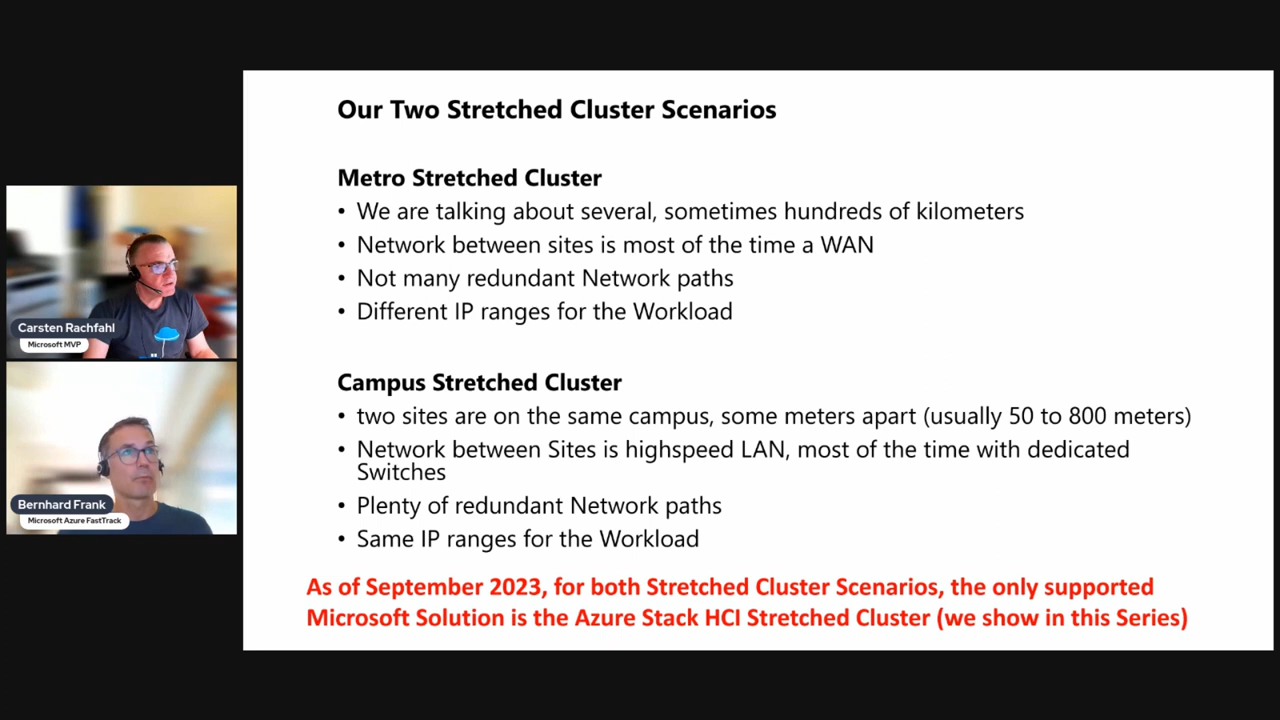 Our Two Stretched Cluster Scenarios
Metro Stretched Cluster
• We are talking about several, sometimes hundreds of kilometers
• Network between sites is most of the time a WAN
• Not many redundant Network paths
• Different IP ranges for the Workload
Campus Stretched Cluster
• two sites are on the same campus, some meters apart (usually 50 to 800 meters)
• Network between Sites is highspeed LAN, most of the time with dedicated
Switches
• Plenty of redundant Network paths
• Same IP ranges for the Workload
As of September 2023, for both Stretched Cluster Scenarios, the only supported
Microsoft Solution is the Azure Stack HCI Stretched Cluster (we show in this Series)
Carsten Rachfahl
Microsoft MVP
Bernhard Frank
Microsoft Azure FastTrack